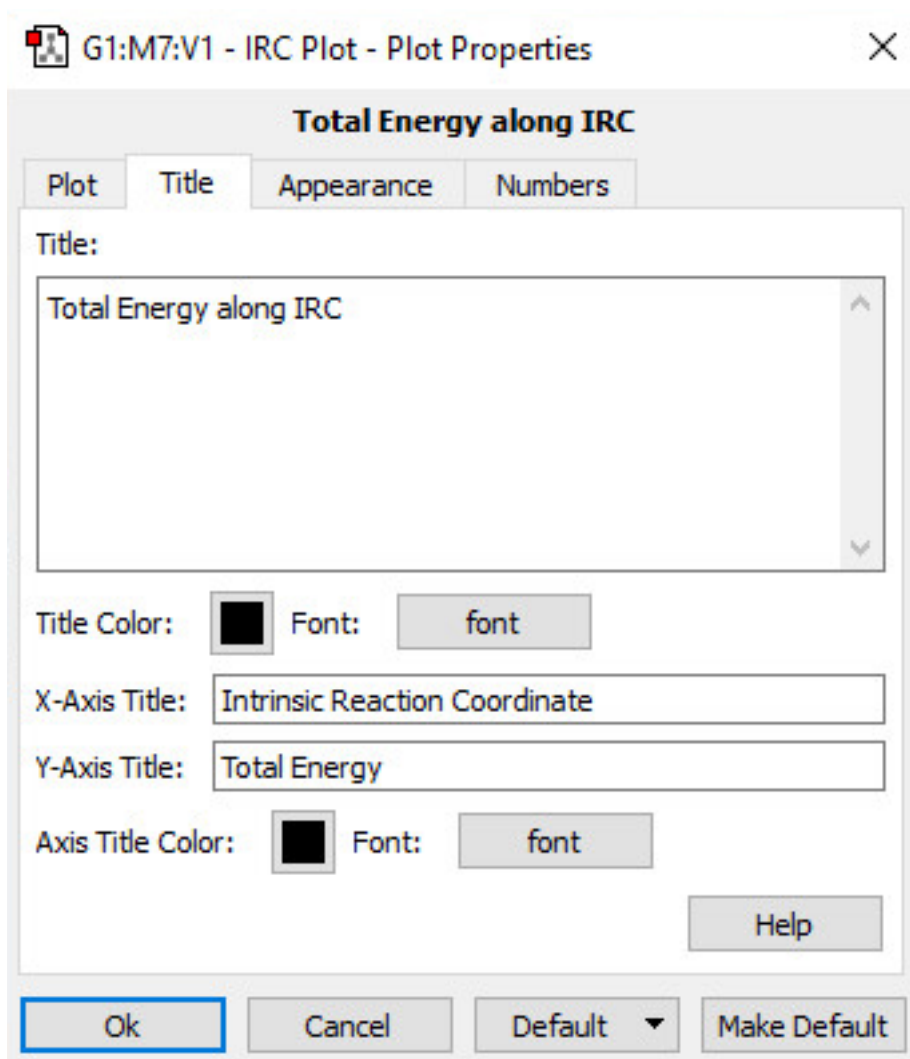 G1:M7:V1 - IRC Plot - Plot Properties
Total Energy along IRC
Plot Title Appearance Numbers
Title:
Total Energy along IRC
Title Color: Font: font
X-Axis Title: Intrinsic Reaction Coordinate
Y-Axis Title: Total Energy
Axis Title Color: Font: font
Help
Ok Cancel Default Make Default